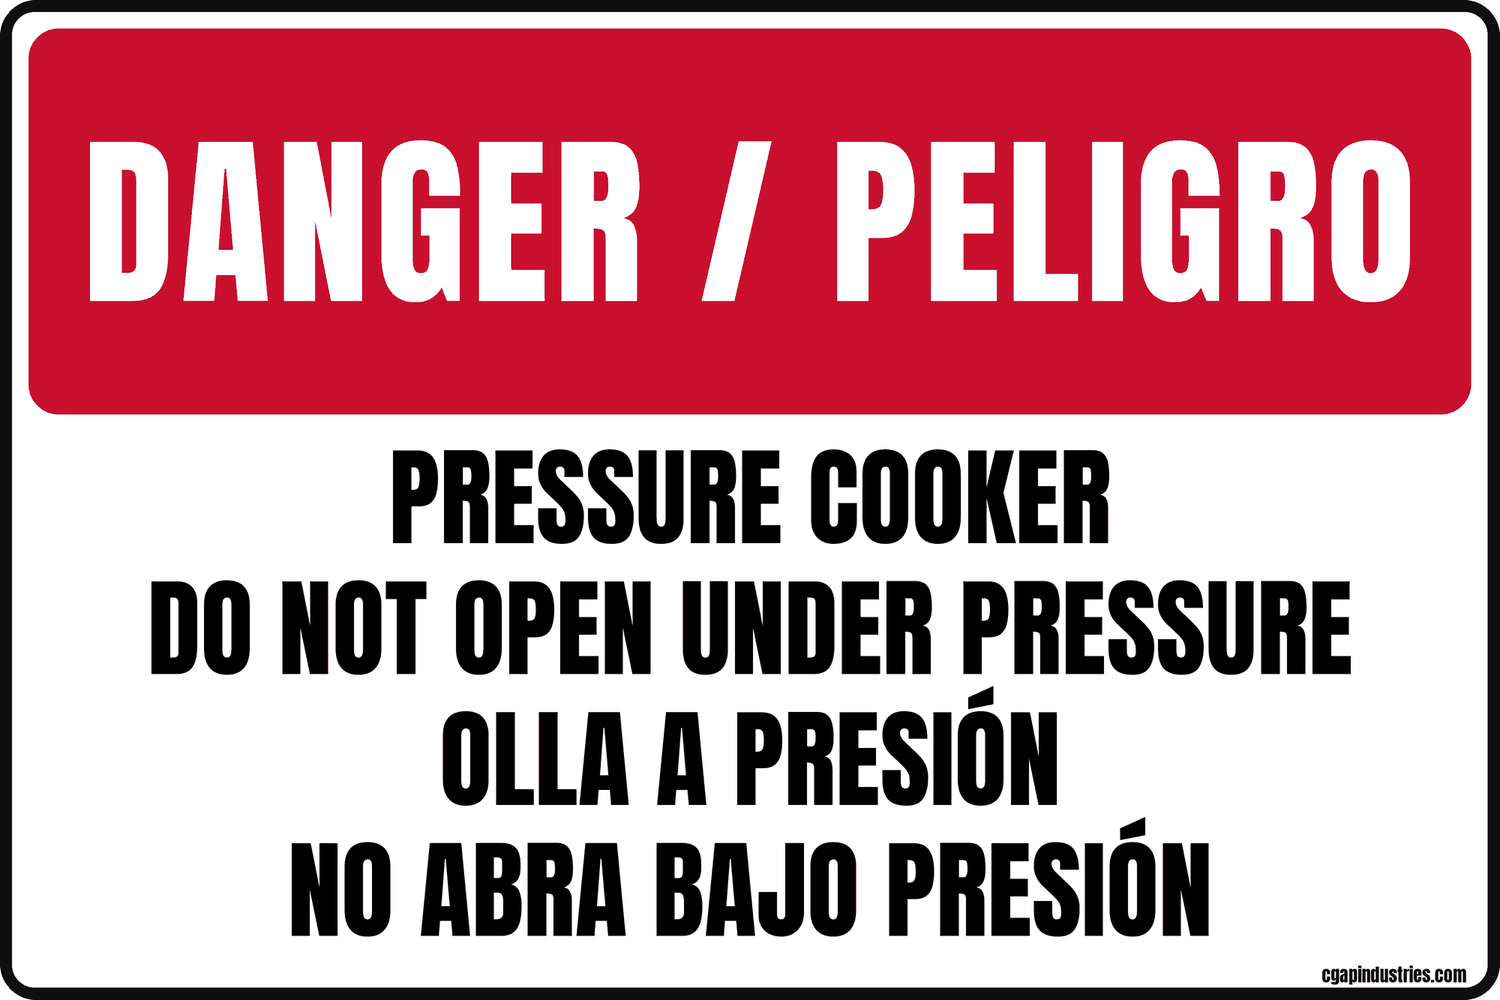 DANGER / PELIGRO
PRESSURE COOKER
DO NOT OPEN UNDER PRESSURE
OLLA A PRESIÓN
NO ABRA BAJO PRESIÓN
cgapindustries.com